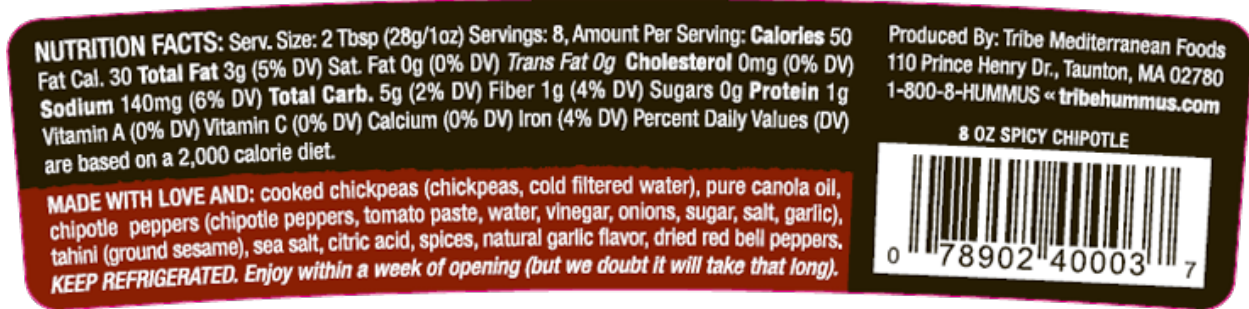 NUTRITION FACTS: Serv. Size: 2 Tbsp (28g/1oz) Servings: 8, Amount Per Serving: Calories 50
Fat Cal. 30 Total Fat 3g (5% DV) Sat. Fat 0g (0% DV) Trans Fat 0g Cholesterol 0mg (0% DV)
Sodium 140mg (6% DV) Total Carb. 5g (2% DV) Fiber 1g (4% DV) Sugars 0g Protein 1g
Vitamin A (0% DV) Vitamin C (0% DV) Calcium (0% DV) Iron (4% DV) Percent Daily Values (DV)
are based on a 2,000 calorie diet.
MADE WITH LOVE AND: cooked chickpeas (chickpeas, cold filtered water), pure canola oil,
chipotle peppers (chipotle peppers, tomato paste, water, vinegar, onions, sugar, salt, garlic),
tahini (ground sesame), sea salt, citric acid, spices, natural garlic flavor, dried red bell peppers.
KEEP REFRIGERATED. Enjoy within a week of opening (but we doubt it will take that long).
Produced By: Tribe Mediterranean Foods
110 Prince Henry Dr., Taunton, MA 02780
1-800-8-HUMMUS « tribehummus.com
8 OZ SPICY CHIPOTLE
0 78902 40003 7